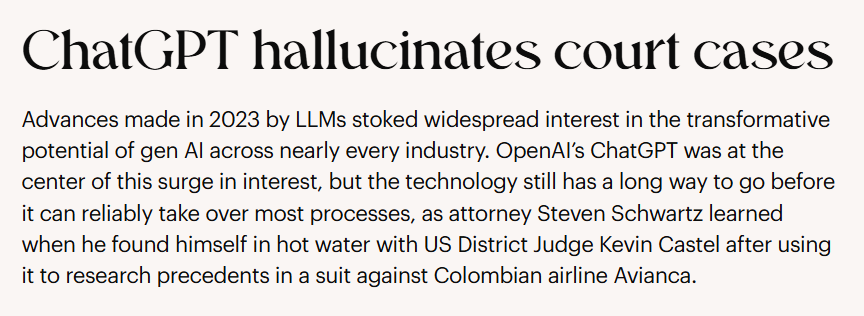 ChatGPT hallucinates court cases
Advances made in 2023 by LLMs stoked widespread interest in the transformative
potential of gen AI across nearly every industry. OpenAI’s ChatGPT was at the
center of this surge in interest, but the technology still has a long way to go before
it can reliably take over most processes, as attorney Steven Schwartz learned
when he found himself in hot water with US District Judge Kevin Castel after using
it to research precedents in a suit against Colombian airline Avianca.